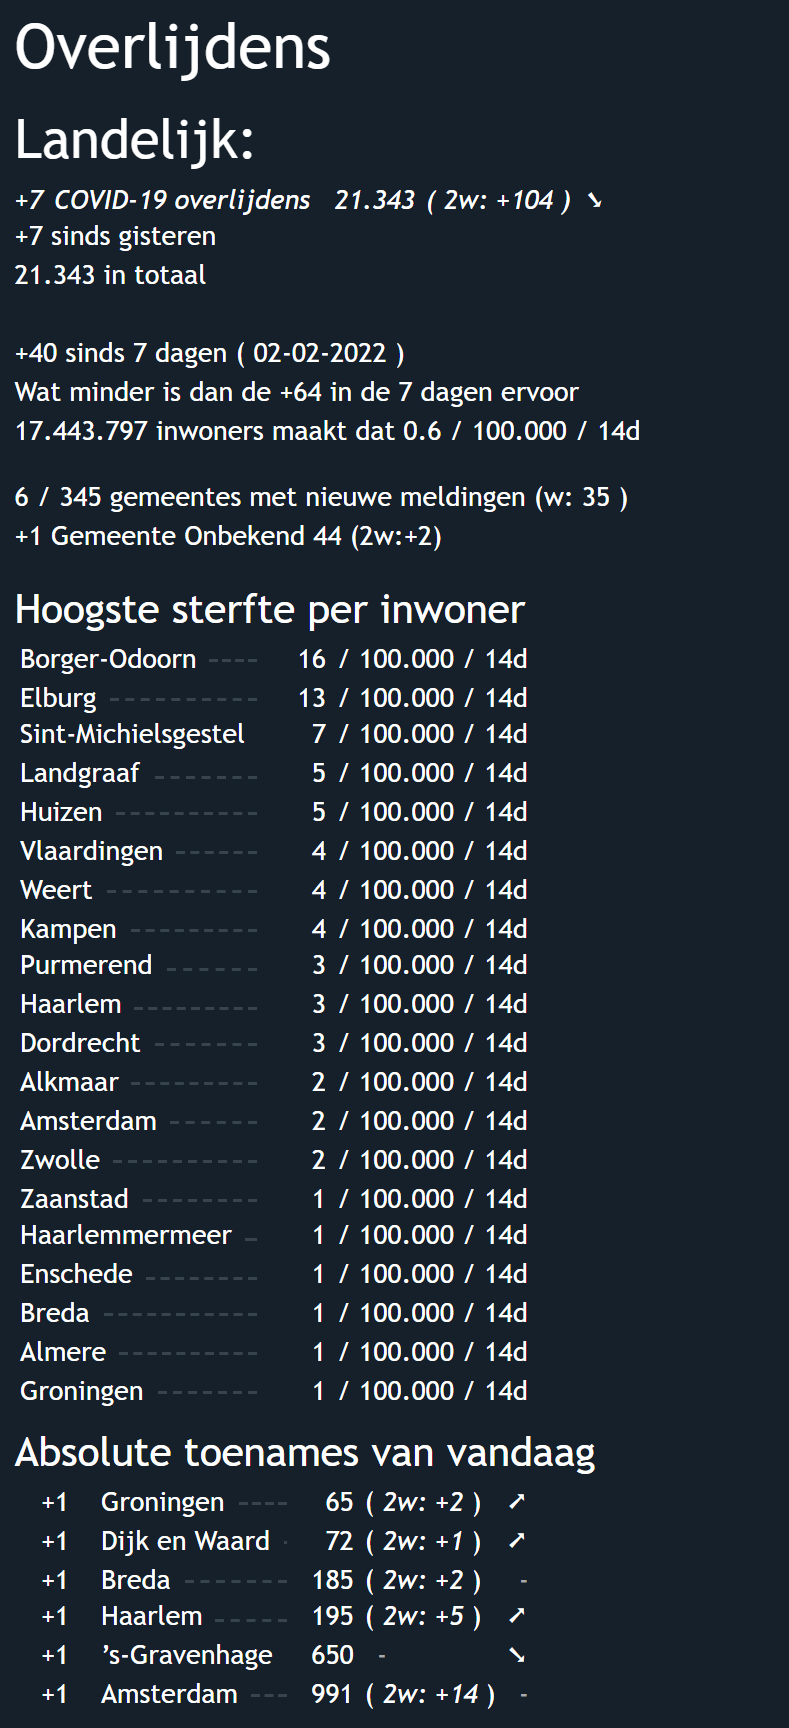 Overlijdens
Landelijk:
+7 COVID-19 overlijdens 21.343 ( 2w: +104 ) ➘
+7 sinds gisteren
21.343 in totaal
+40 sinds 7 dagen ( 02-02-2022 )
Wat minder is dan de +64 in de 7 dagen ervoor
17.443.797 inwoners maakt dat 0.6 / 100.000 / 14d
6 / 345 gemeentes met nieuwe meldingen (w: 35 )
+1 Gemeente Onbekend 44 (2w:+2)
Hoogste sterfte per inwoner
Borger-Odoorn ---- 16 / 100.000 / 14d
Elburg ---------- 13 / 100.000 / 14d
Sint-Michielsgestel 7 / 100.000 / 14d
Landgraaf ------- 5 / 100.000 / 14d
Huizen ---------- 5 / 100.000 / 14d
Vlaardingen ------ 4 / 100.000 / 14d
Weert ---------- 4 / 100.000 / 14d
Kampen --------- 4 / 100.000 / 14d
Purmerend ------ 3 / 100.000 / 14d
Haarlem --------- 3 / 100.000 / 14d
Dordrecht ------- 3 / 100.000 / 14d
Alkmaar --------- 2 / 100.000 / 14d
Amsterdam ------ 2 / 100.000 / 14d
Zwolle ---------- 2 / 100.000 / 14d
Zaanstad -------- 1 / 100.000 / 14d
Haarlemmermeer - 1 / 100.000 / 14d
Enschede -------- 1 / 100.000 / 14d
Breda ----------- 1 / 100.000 / 14d
Almere ---------- 1 / 100.000 / 14d
Groningen ------- 1 / 100.000 / 14d
Absolute toenames van vandaag
+1 Groningen ---- 65 ( 2w: +2 ) ➚
+1 Dijk en Waard - 72 ( 2w: +1 ) ➚
+1 Breda ------- 185 ( 2w: +2 ) -
+1 Haarlem ----- 195 ( 2w: +5 ) ➚
+1 ’s-Gravenhage 650 - ➘
+1 Amsterdam --- 991 ( 2w: +14 ) -